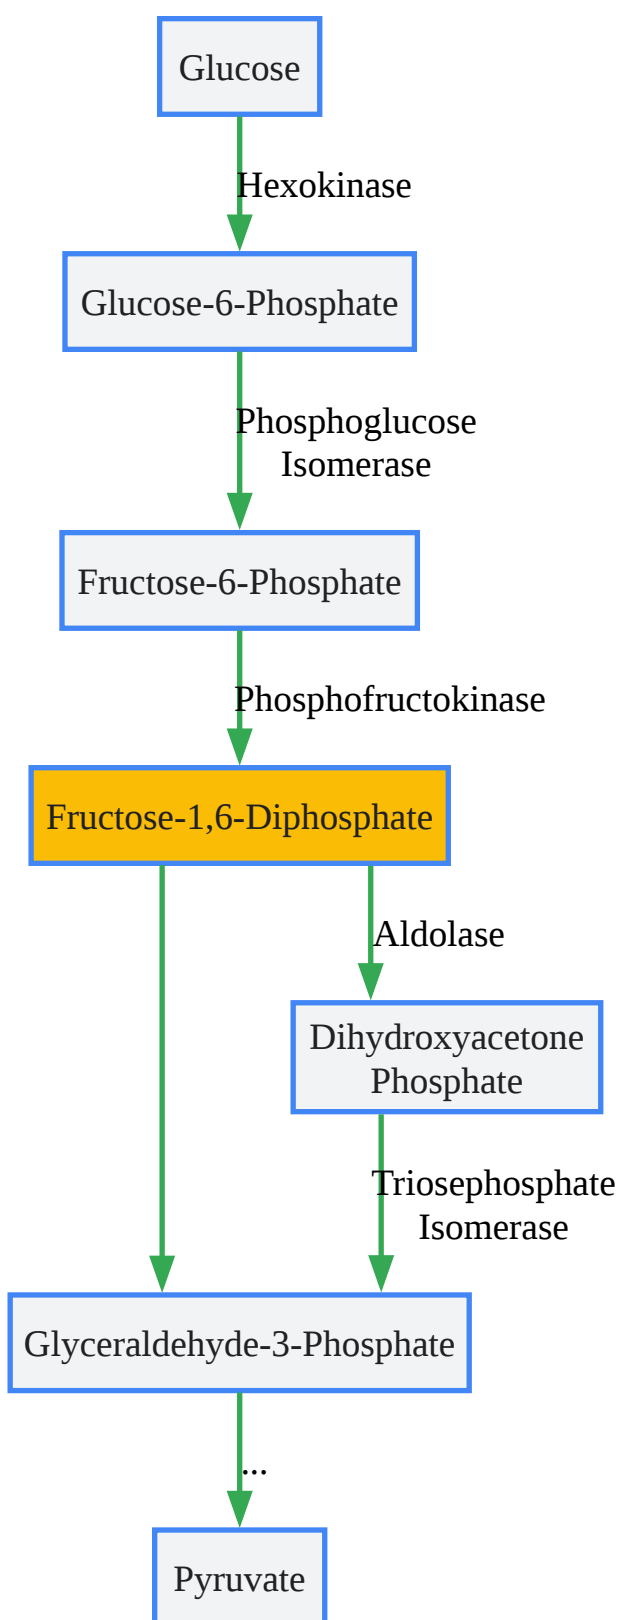 Glucose
Hexokinase
Glucose-6-Phosphate
Phosphoglucose
Isomerase
Fructose-6-Phosphate
Phosphofructokinase
Fructose-1,6-Diphosphate
Aldolase
Dihydroxyacetone
Phosphate
Triosephosphate
Isomerase
Glyceraldehyde-3-Phosphate
...
Pyruvate